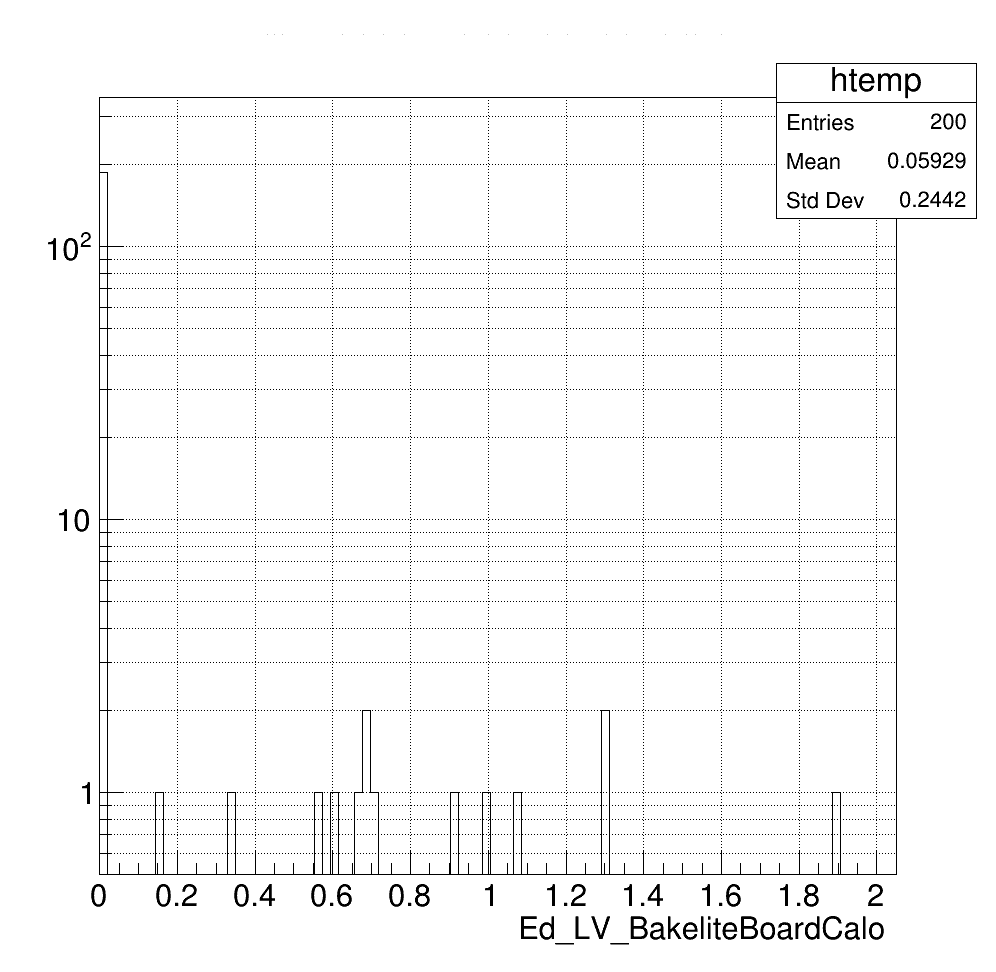 htemp
Entries 200
Mean 0.05929
Std Dev 0.2442
10²
10
1
0 0.2 0.4 0.6 0.8 1 1.2 1.4 1.6 1.8 2
Ed_LV_BakeliteBoardCalo